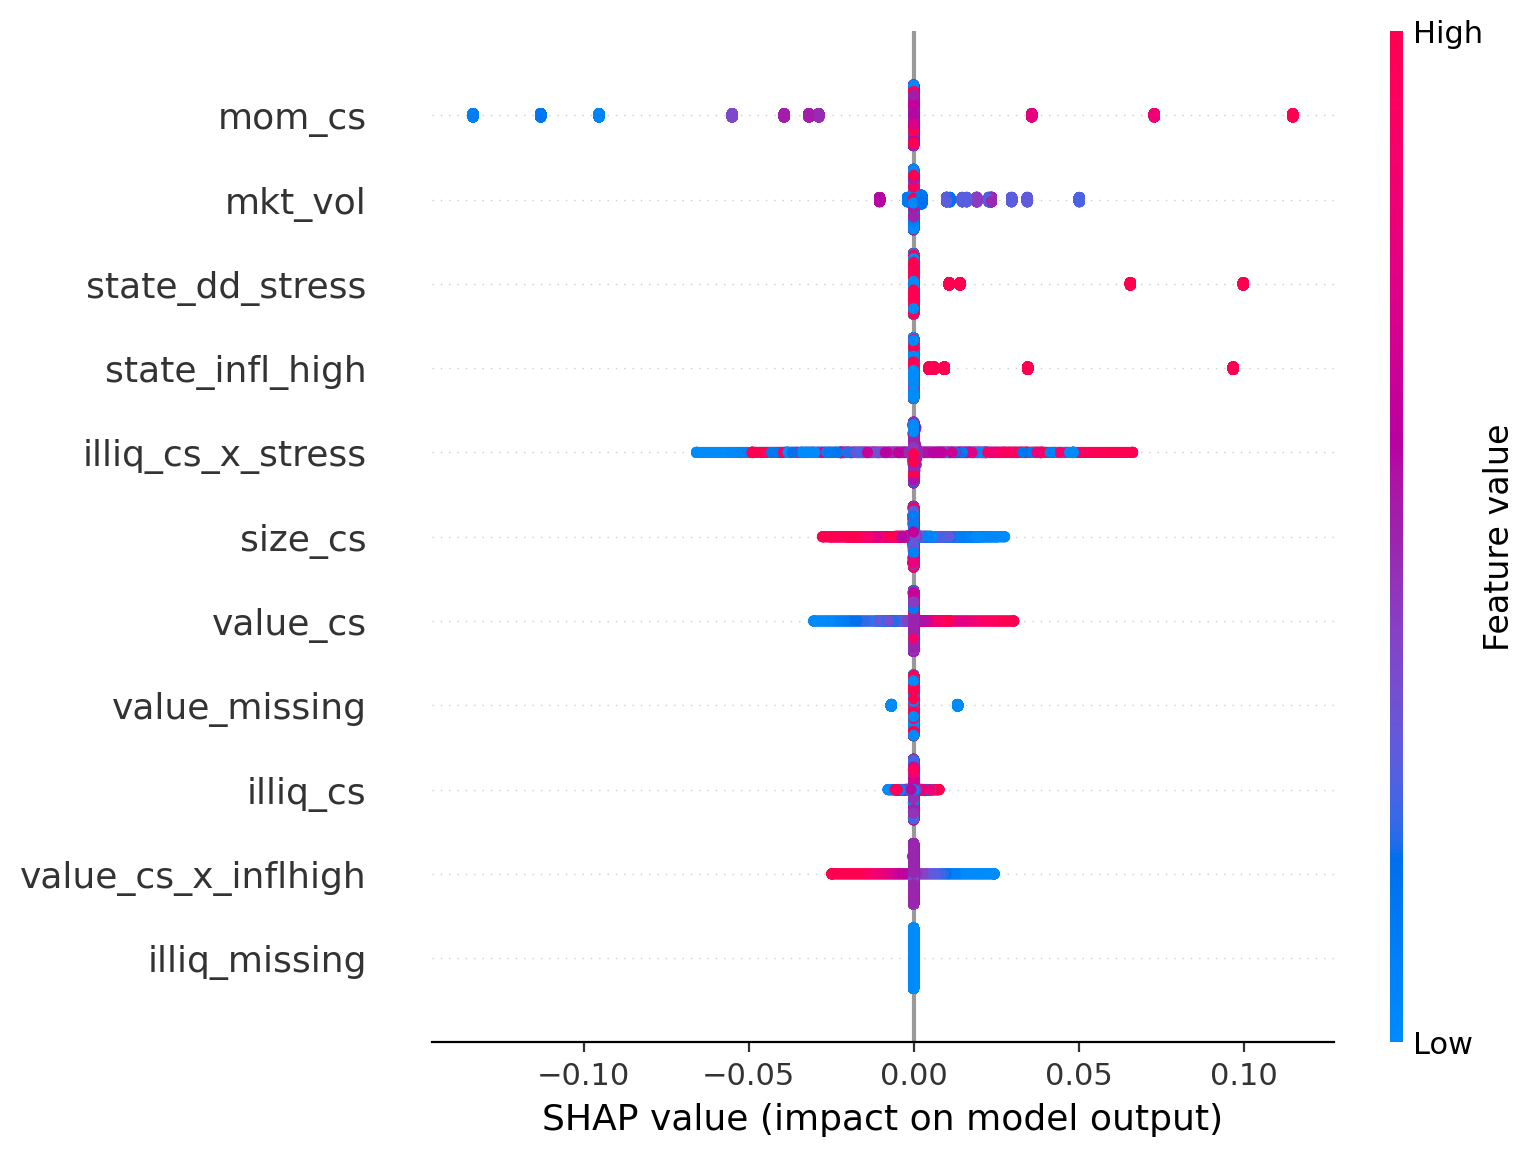 High
mom_cs
mkt_vol
state_dd_stress
state_infl_high
illiq_cs_x_stress
size_cs
value_cs
value_missing
illiq_cs
value_cs_x_inflhigh
illiq_missing
Feature value
Low
−0.10 −0.05 0.00 0.05 0.10
SHAP value (impact on model output)